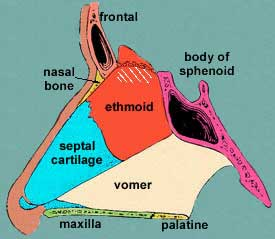 frontal
body of
sphenoid
nasal
bone
ethmoid
septal
cartilage
vomer
maxilla
palatine